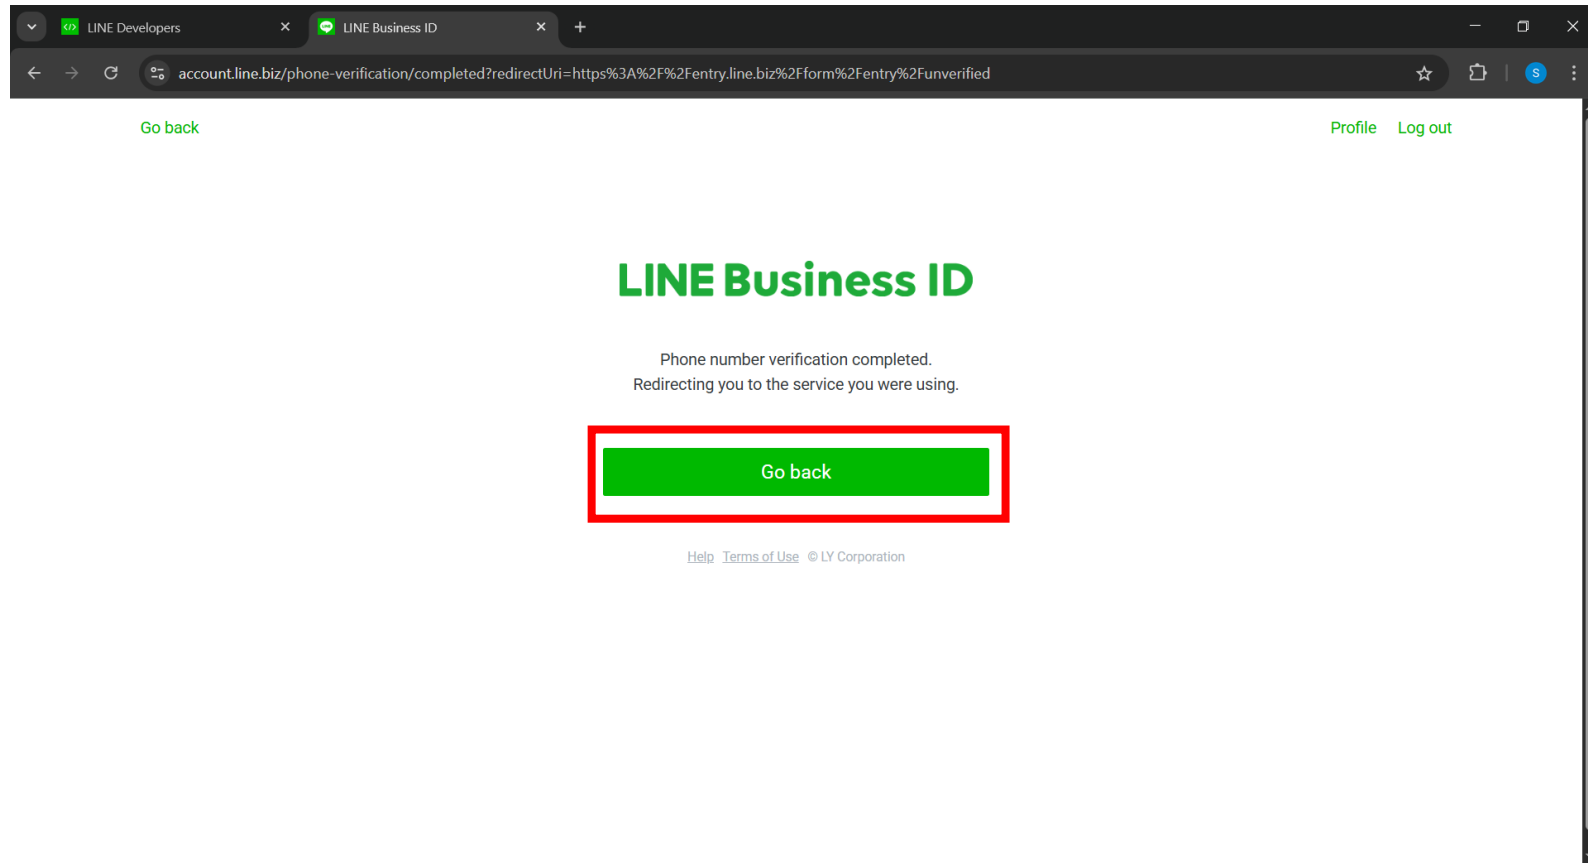 LINE Developers
LINE Business ID
account.line.biz/phone-verification/completed?redirectUri=https%3A%2F%2Fentry.line.biz%2Fform%2Fentry%2Funverified
S
Go back
Profile
Log out
LINE Business ID
Phone number verification completed.
Redirecting you to the service you were using.
Go back
Help Terms of Use © LY Corporation